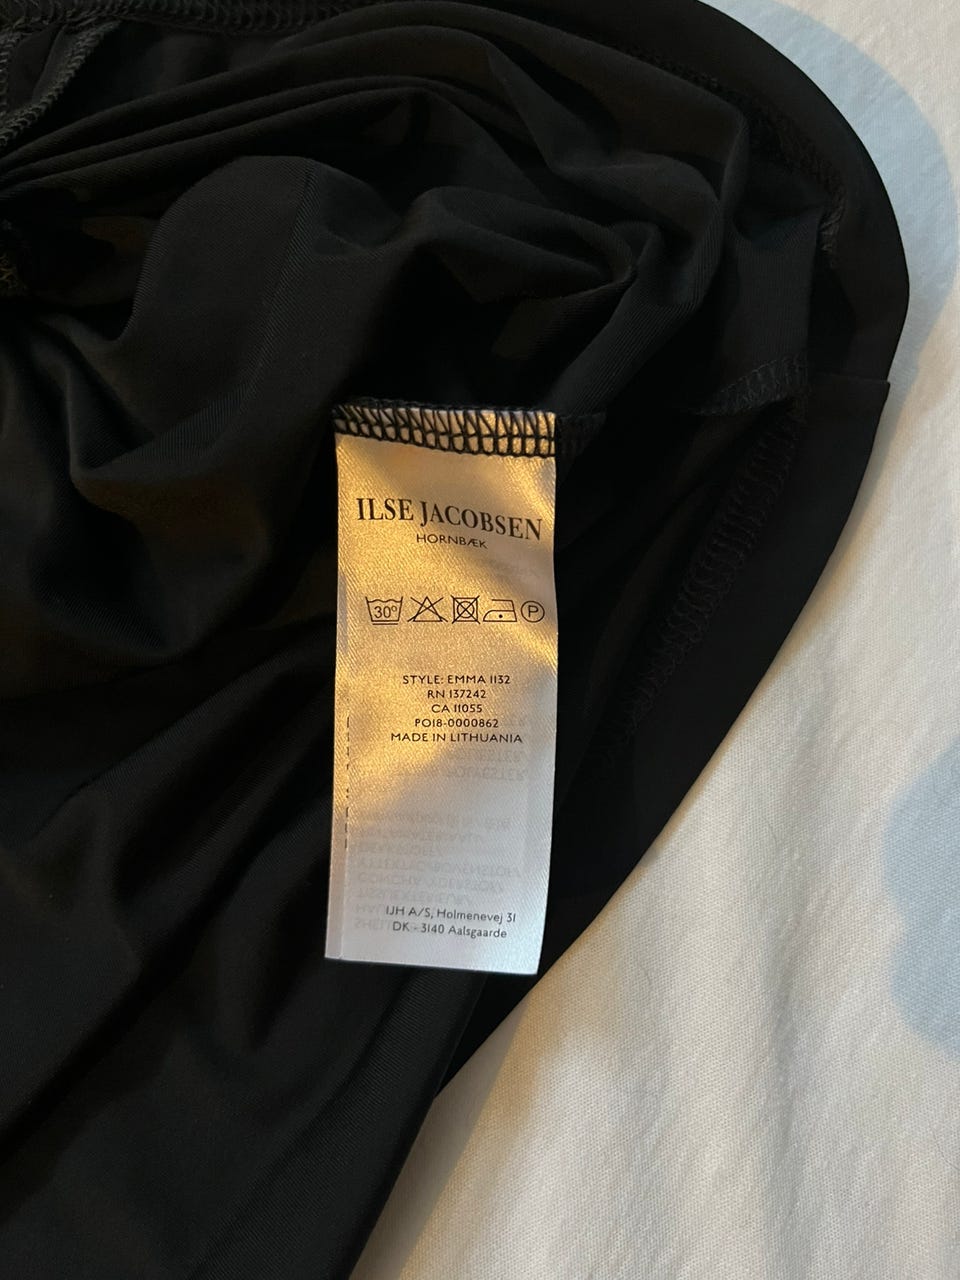 ILSE JACOBSEN
HORNBÆK
30°
P
STYLE: EMMA 1132
RN 137242
CA 11055
PO18-0000862
MADE IN LITHUANIA
IJH A/S, Holmenevej 31
DK - 3140 Aalsgaarde